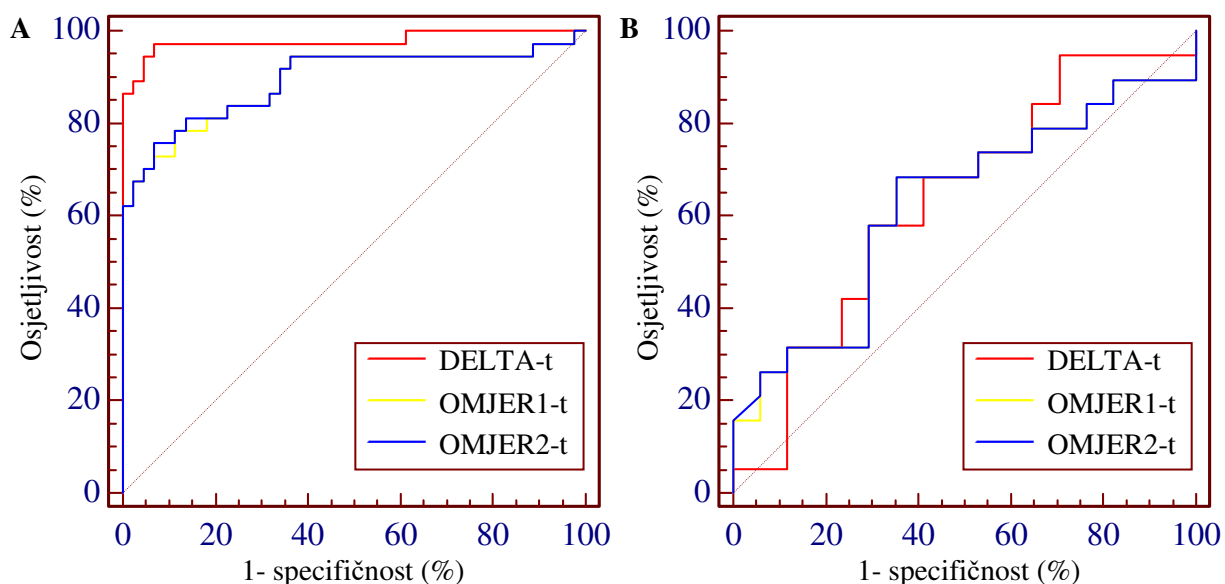 A
Osjetljivost (%)
100
80
60
40
20
0
DELTA-t
OMJER1-t
OMJER2-t
0 20 40 60 80 100
1- specifičnost (%)
B
Osjetljivost (%)
100
80
60
40
20
0
DELTA-t
OMJER1-t
OMJER2-t
0 20 40 60 80 100
1- specifičnost (%)